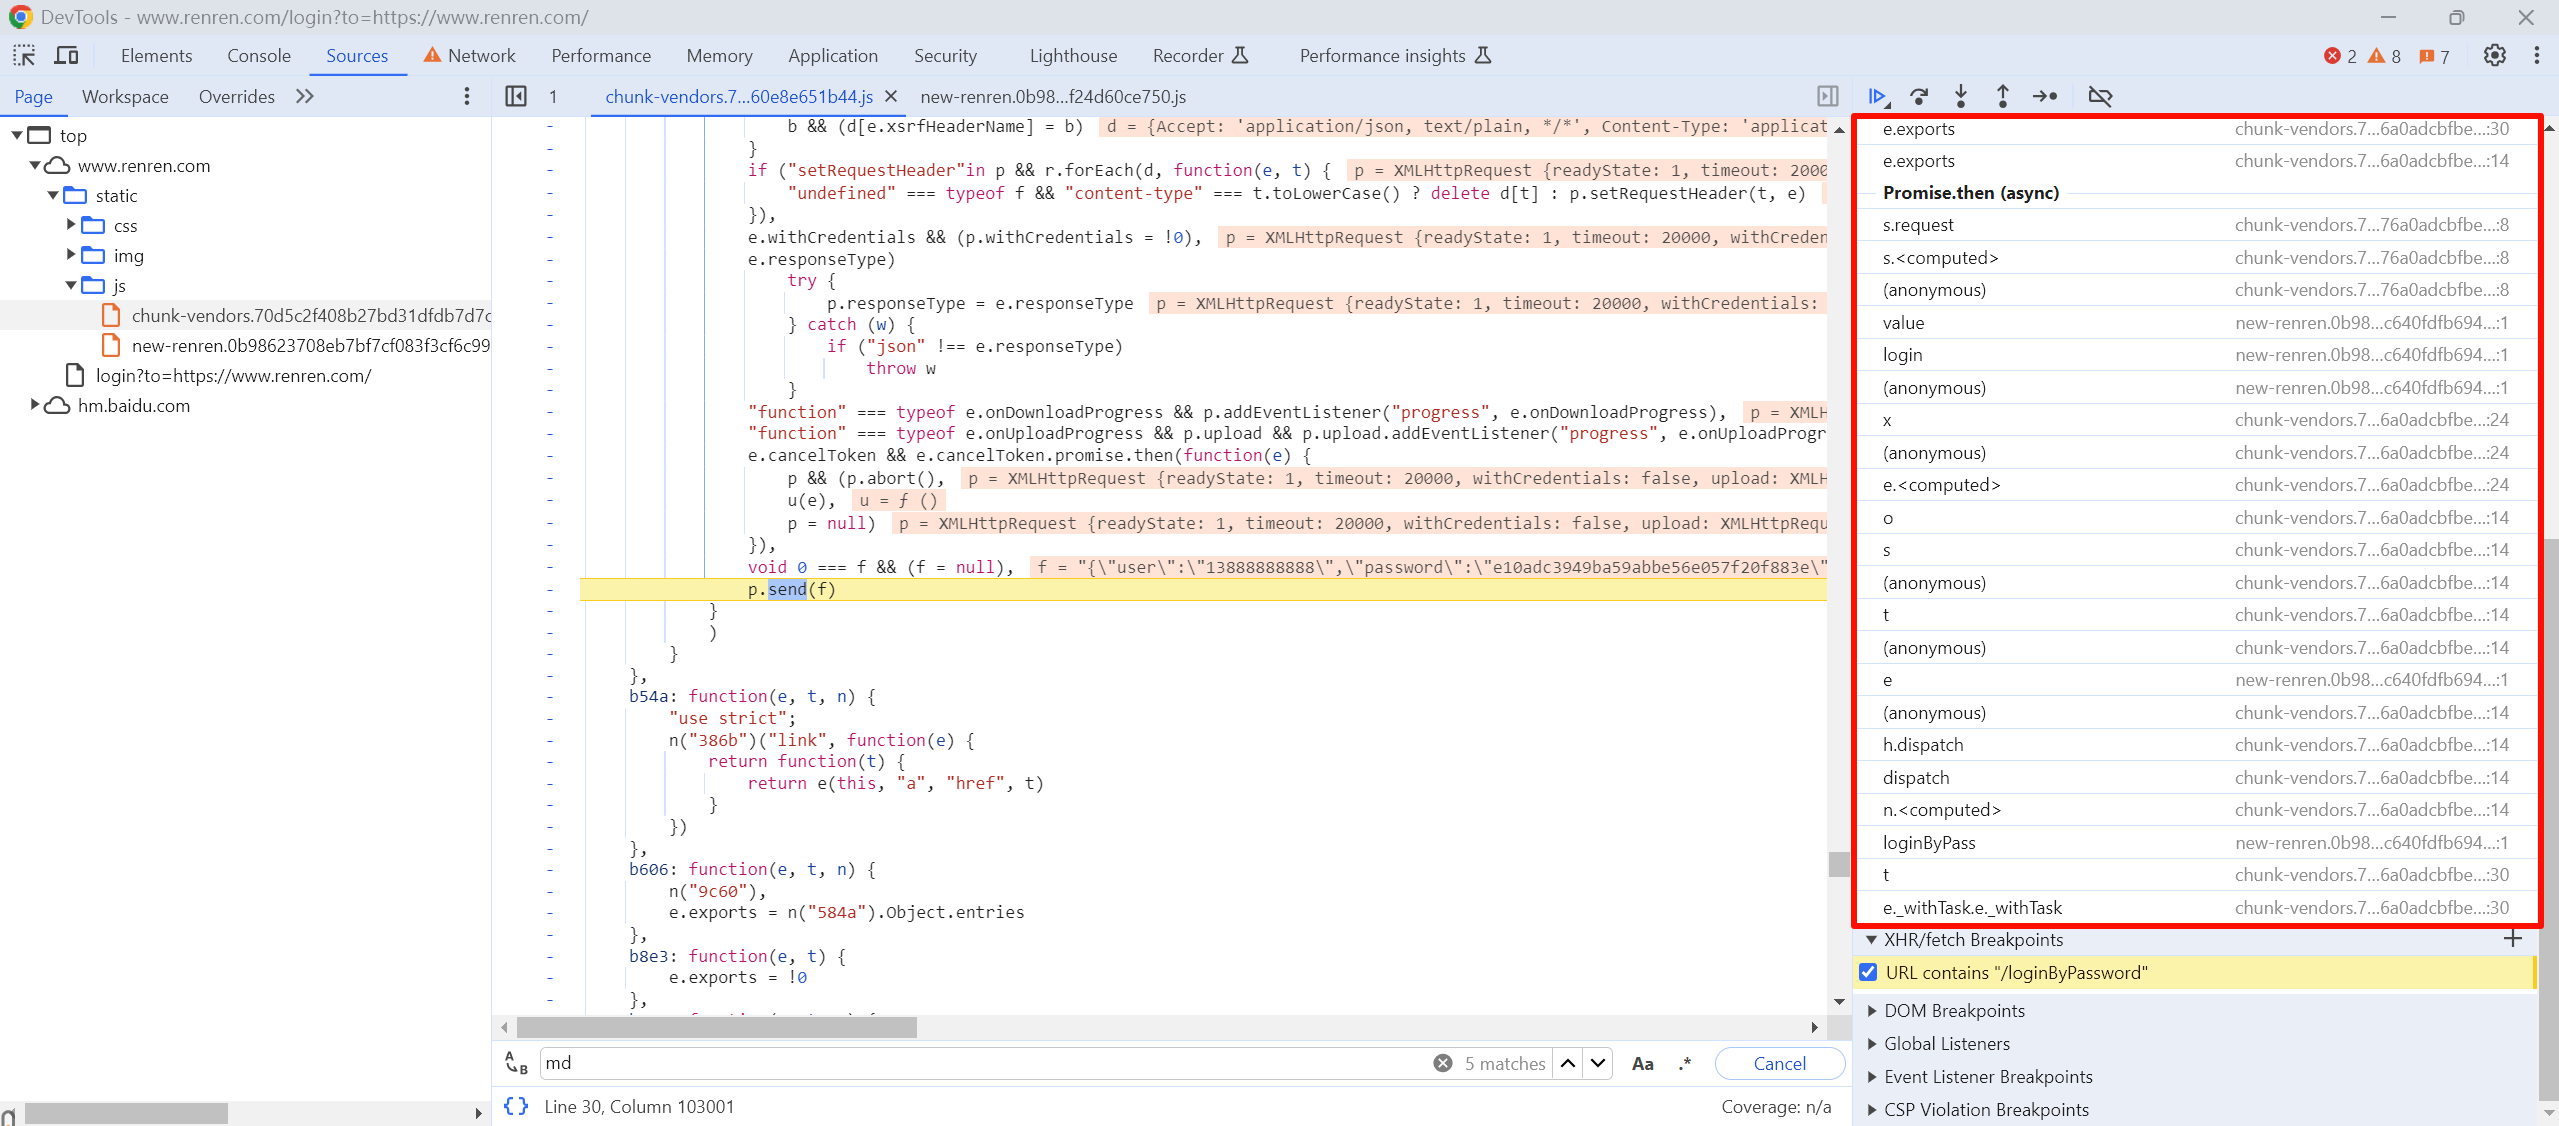 DevTools - www.renren.com/login?to=https://www.renren.com/
Elements
Console
Sources
Network
Performance
Memory
Application
Security
Lighthouse
Recorder
Performance insights
2
8
7
Page
Workspace
Overrides
1
chunk-vendors.7...60e8e651b44.js
new-renren.0b98...f24d60ce750.js
top
www.renren.com
static
css
img
js
chunk-vendors.70d5c2f408b27bd31dfdb7d7c
new-renren.0b98623708eb7bf7cf083f3cf6c99
login?to=https://www.renren.com/
hm.baidu.com
b && (d[e.xsrfHeaderName] = b) d = {Accept: 'application/json, text/plain, */*', Content-Type: 'applicat
}
if ("setRequestHeader"in p && r.forEach(d, function(e, t) { p = XMLHttpRequest {readyState: 1, timeout: 2000
"undefined" === typeof f && "content-type" === t.toLowerCase() ? delete d[t] : p.setRequestHeader(t, e)
}),
e.withCredentials && (p.withCredentials = !0), p = XMLHttpRequest {readyState: 1, timeout: 20000, withCreden
e.responseType)
try {
p.responseType = e.responseType p = XMLHttpRequest {readyState: 1, timeout: 20000, withCredentials:
} catch (w) {
if ("json" !== e.responseType)
throw w
}
"function" === typeof e.onDownloadProgress && p.addEventListener("progress", e.onDownloadProgress), p = XMLH
"function" === typeof e.onUploadProgress && p.upload && p.upload.addEventListener("progress", e.onUploadProgr
e.cancelToken && e.cancelToken.promise.then(function(e) {
p && (p.abort(), p = XMLHttpRequest {readyState: 1, timeout: 20000, withCredentials: false, upload: XMLH
u(e), u = ƒ ()
p = null) p = XMLHttpRequest {readyState: 1, timeout: 20000, withCredentials: false, upload: XMLHttpRequ
}),
void 0 === f && (f = null), f = "{\"user\":\"13888888888\",\"password\":\"e10adc3949ba59abbe56e057f20f883e\"
p.send(f)
}
)
}
},
b54a: function(e, t, n) {
"use strict";
n("386b")("link", function(e) {
return function(t) {
return e(this, "a", "href", t)
}
})
},
b606: function(e, t, n) {
n("9c60"),
e.exports = n("584a").Object.entries
},
b8e3: function(e, t) {
e.exports = !0
},
md
5 matches
Aa
.*
Cancel
{} Line 30, Column 103001
Coverage: n/a
e.exports chunk-vendors.7...6a0adcbfbe...:30
e.exports chunk-vendors.7...6a0adcbfbe...:14
Promise.then (async)
s.request chunk-vendors.7...76a0adcbfbe...:8
s.<computed> chunk-vendors.7...76a0adcbfbe...:8
(anonymous) chunk-vendors.7...76a0adcbfbe...:8
value new-renren.0b98...c640fdfb694...:1
login new-renren.0b98...c640fdfb694...:1
(anonymous) new-renren.0b98...c640fdfb694...:1
x chunk-vendors.7...6a0adcbfbe...:24
(anonymous) chunk-vendors.7...6a0adcbfbe...:24
e.<computed> chunk-vendors.7...6a0adcbfbe...:24
o chunk-vendors.7...6a0adcbfbe...:14
s chunk-vendors.7...6a0adcbfbe...:14
(anonymous) chunk-vendors.7...6a0adcbfbe...:14
t chunk-vendors.7...6a0adcbfbe...:14
(anonymous) chunk-vendors.7...6a0adcbfbe...:14
e new-renren.0b98...c640fdfb694...:1
(anonymous) chunk-vendors.7...6a0adcbfbe...:14
h.dispatch chunk-vendors.7...6a0adcbfbe...:14
dispatch chunk-vendors.7...6a0adcbfbe...:14
n.<computed> chunk-vendors.7...6a0adcbfbe...:14
loginByPass new-renren.0b98...c640fdfb694...:1
t chunk-vendors.7...6a0adcbfbe...:30
e._withTask.e._withTask chunk-vendors.7...6a0adcbfbe...:30
XHR/fetch Breakpoints
URL contains "/loginByPassword"
DOM Breakpoints
Global Listeners
Event Listener Breakpoints
CSP Violation Breakpoints